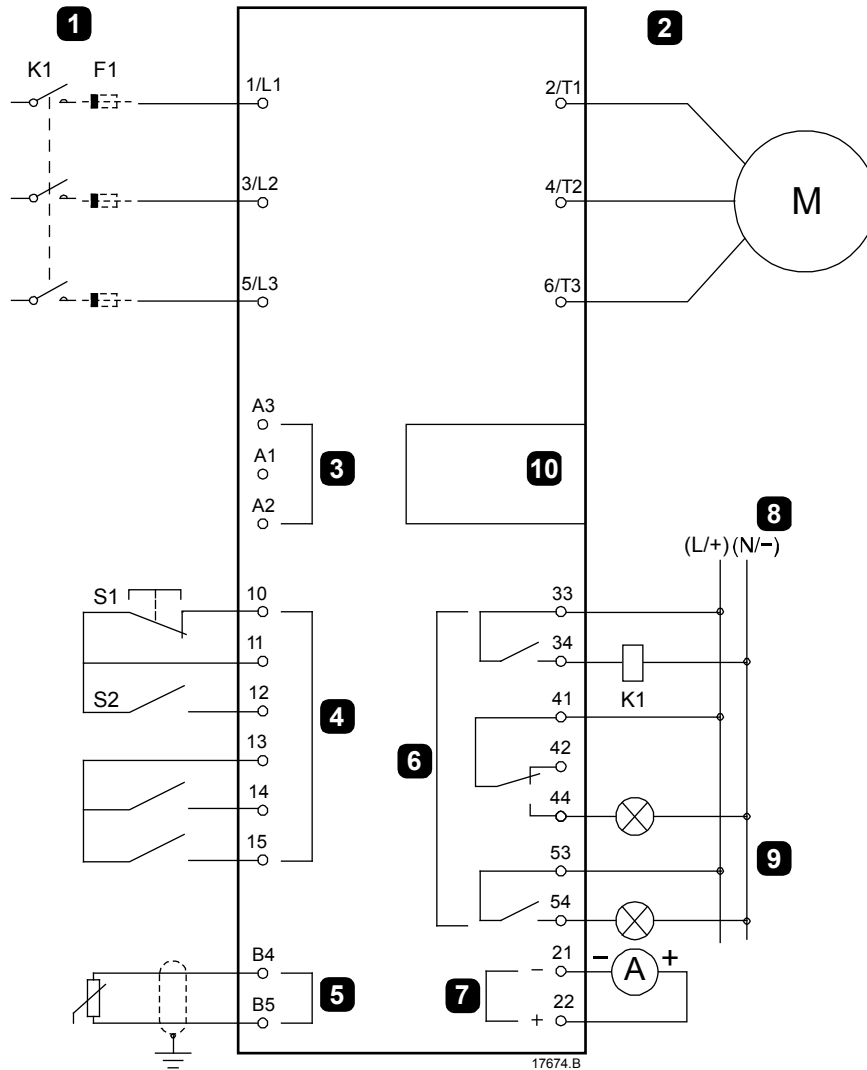 1
2
K1
F1
1/L1
2/T1
3/L2
4/T2
M
5/L3
6/T3
A3
A1
3
10
A2
8
(L/+) (N/−)
S1
10
33
11
34
S2
12
K1
4
41
13
6
42
14
44
15
53
9
54
B4
21
− A +
5
7
−
B5
22
+
17674.B